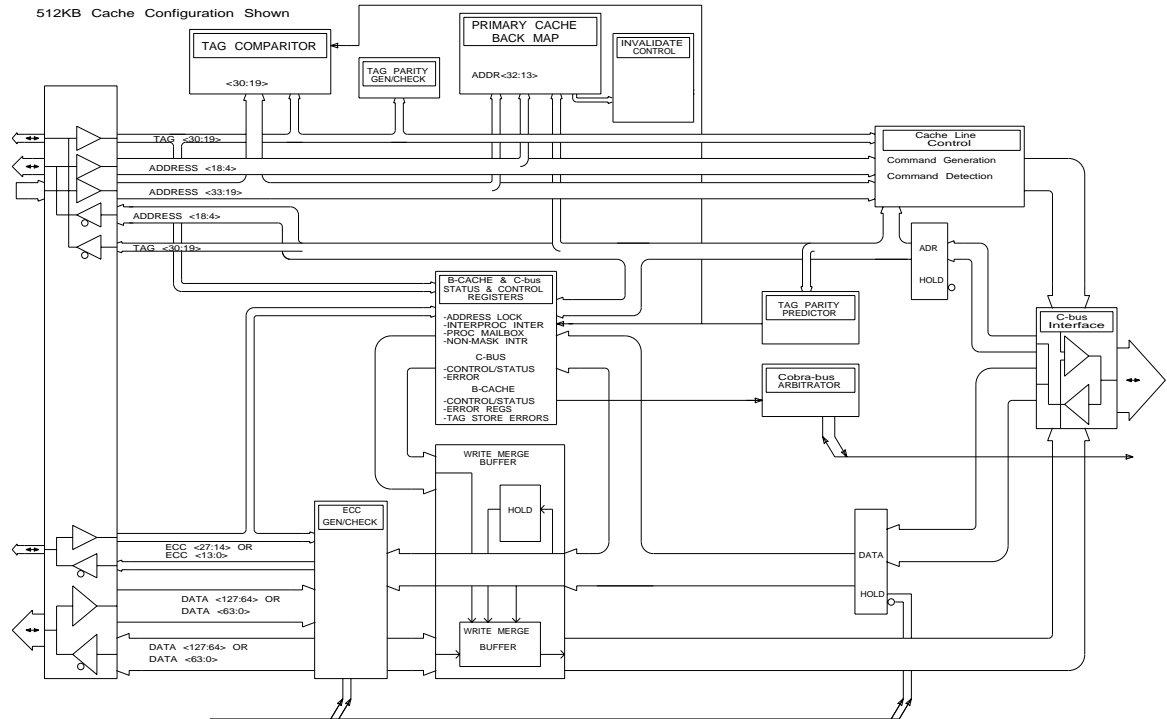 512KB Cache Configuration Shown
TAG COMPARITOR
<30:19>
TAG PARITY
GEN/CHECK
PRIMARY CACHE
BACK MAP
ADDR<32:13>
INVALIDATE
CONTROL
TAG <30:19>
ADDRESS <18:4>
ADDRESS <33:19>
ADDRESS <18:4>
TAG <30:19>
Cache Line
Control
Command Generation
Command Detection
ADR
HOLD
B-CACHE & C-bus
STATUS & CONTROL
REGISTERS
-ADDRESS LOCK
-INTERPROC INTER
-PROC MAILBOX
-NON-MASK INTR
C-BUS
-CONTROL/STATUS
-ERROR
B-CACHE
-CONTROL/STATUS
-ERROR REGS
-TAG STORE ERRORS
TAG PARITY
PREDICTOR
C-bus
Interface
Cobra-bus
ARBITRATOR
WRITE MERGE
BUFFER
HOLD
ECC
GEN/CHECK
ECC <27:14> OR
ECC <13:0>
DATA
HOLD
DATA <127:64> OR
DATA <63:0>
WRITE MERGE
BUFFER
DATA <127:64> OR
DATA <63:0>